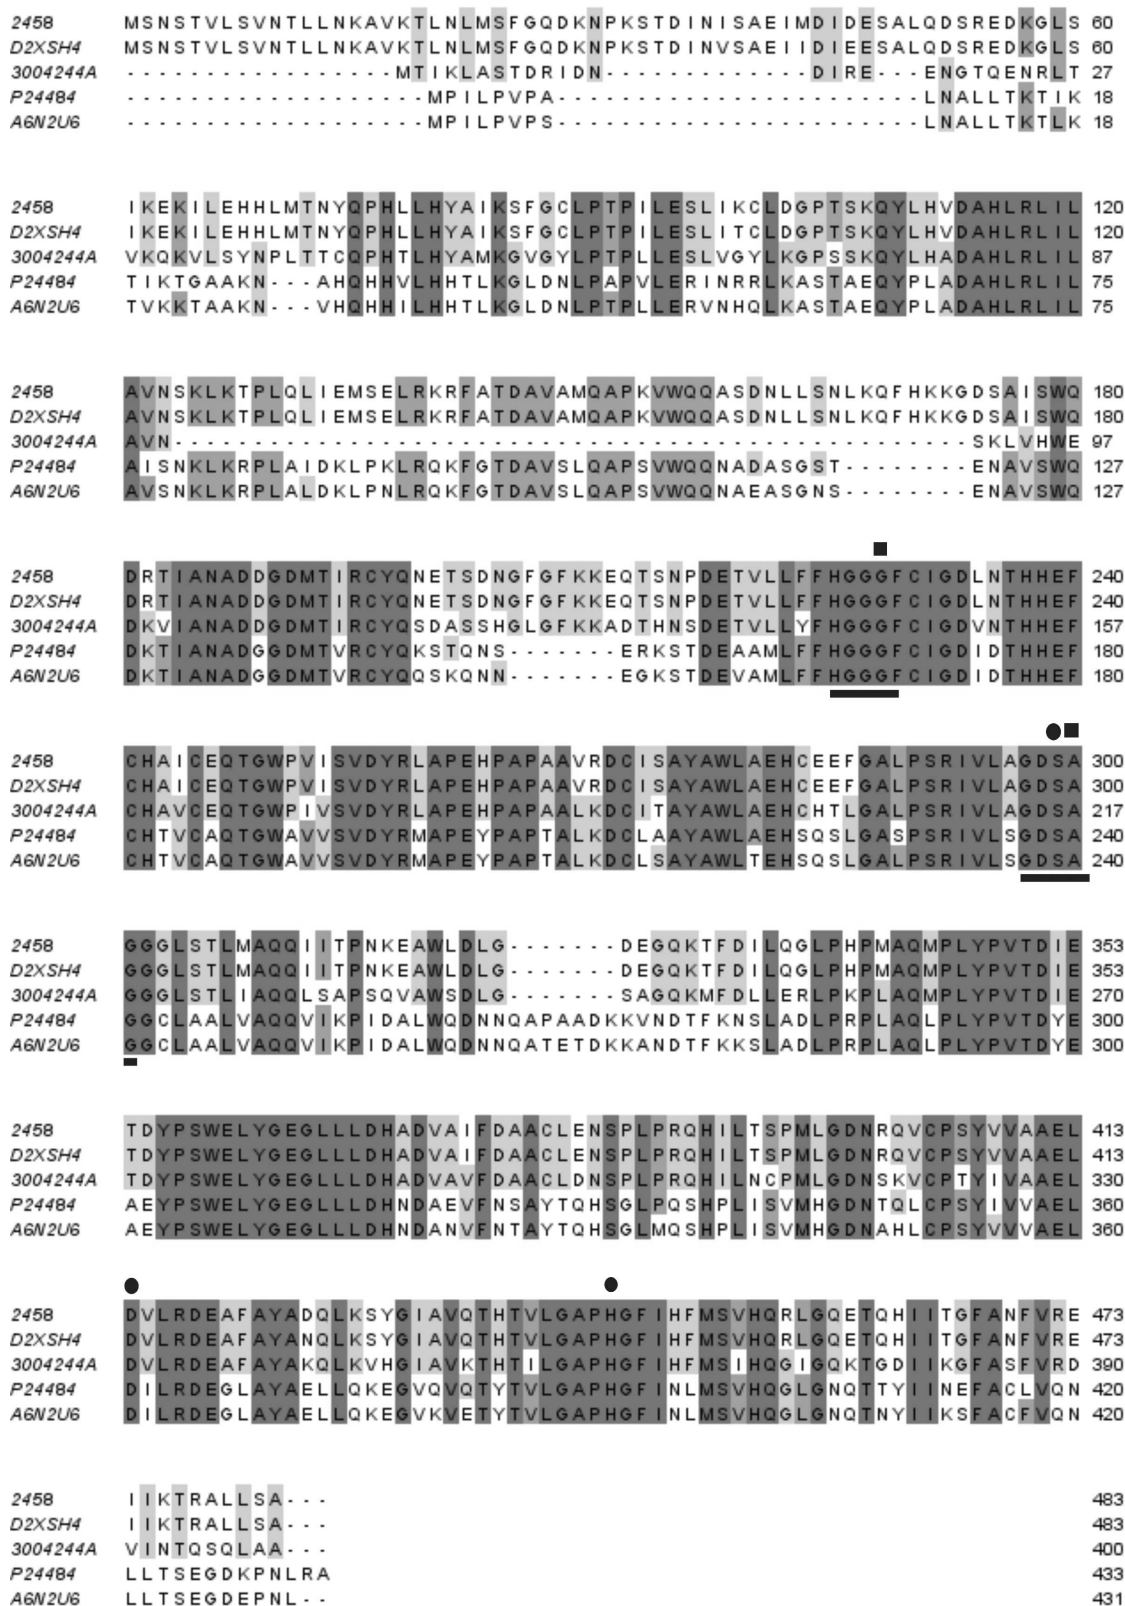 2458 MSNSTVLSVNTLLNKAVKTLNLMSFGQDKNPKSTDINISAEIMDIDESALQDSREDKGLS 60
D2XSH4 MSNSTVLSVNTLLNKAVKTLNLMSFGQDKNPKSTDINVSAEIIDIEESALQDSREDKGLS 60
3004244A -----------------MTIKLASTDRIDN-------------DIRE---ENGTQENRLT 27
P24484 -------------------MPILPVPA-----------------------LNALLTKTIK 18
A6N2U6 -------------------MPILPVPS-----------------------LNALLTKTLK 18
2458 IKEKILEHHLMTNYQPHLLHYAIKSFGCLPTPILESLIKCLDGPTSKQYLHVDAHLRLIL 120
D2XSH4 IKEKILEHHLMTNYQPHLLHYAIKSFGCLPTPILESLITCLDGPTSKQYLHVDAHLRLIL 120
3004244A VKQKVLSYNPLTTCQPHTLHYAMKGVGYLPTPLLESLVGYLKGPSSKQYLHADAHLRLIL 87
P24484 TIKTGAAKN---AHQHHVLHHTLKGLDNLPAPVLERINRRLKASTAEQYPLADAHLRLIL 75
A6N2U6 TVKKTAAKN---VHQHHILHHTLKGLDNLPTPLLERVNHQLKASTAEQYPLADAHLRLIL 75
2458 AVNSKLKTPLQLIEMSELRKRFATDAVAMQAPKVWQQASDNLLSNLKQFHKKGDSAISWQ 180
D2XSH4 AVNSKLKTPLQLIEMSELRKRFATDAVAMQAPKVWQQASDNLLSNLKQFHKKGDSAISWQ 180
3004244A AVN--------------------------------------------------SKLVHWE 97
P24484 AISNKLKRPLAIDKLPKLRQKFGTDAVSLQAPSVWQQNADASGST--------ENAVSWQ 127
A6N2U6 AVSNKLKRPLALDKLPNLRQKFGTDAVSLQAPSVWQQNAEASGNS--------ENAVSWQ 127
2458 DRTIANADDGDMTIRCYQNETSDNGFGFKKEQTSNPDETVLLFFHGGGFCIGDLNTHHEF 240
D2XSH4 DRTIANADDGDMTIRCYQNETSDNGFGFKKEQTSNPDETVLLFFHGGGFCIGDLNTHHEF 240
3004244A DKVIANADDGDMTIRCYQSDASSHGLGFKKADTHNSDETVLLYFHGGGFCIGDVNTHHEF 157
P24484 DKTIANADGGDMTVRCYQKSTQNS-------ERKSTDEAAMLFFHGGGFCIGDIDTHHEF 180
A6N2U6 DKTIANADGGDMTVRCYQQSKQNN-------EGKSTDEVAMLFFHGGGFCIGDIDTHHEF 180
2458 CHAICEQTGWPVISVDYRLAPEHPAPAAVRDCISAYAWLAEHCEEFGALPSRIVLAGDSA 300
D2XSH4 CHAICEQTGWPVISVDYRLAPEHPAPAAVRDCISAYAWLAEHCEEFGALPSRIVLAGDSA 300
3004244A CHAVCEQTGWPIVSVDYRLAPEHPAPAALKDCITAYAWLAEHCHTLGALPSRIVLAGDSA 217
P24484 CHTVCAQTGWAVVSVDYRMAPEYPAPTALKDCLAAYAWLAEHSQSLGASPSRIVLSGDSA 240
A6N2U6 CHTVCAQTGWAVVSVDYRMAPEYPAPTALKDCLSAYAWLTEHSQSLGALPSRIVLSGDSA 240
2458 GGGLSTLMAQQIITPNKEAWLDLG-------DEGQKTFDILQGLPHPMAQMPLYPVTDIE 353
D2XSH4 GGGLSTLMAQQIITPNKEAWLDLG-------DEGQKTFDILQGLPHPMAQMPLYPVTDIE 353
3004244A GGGLSTLIAQQLSAPSQVAWSDLG-------SAGQKMFDLLERLPKPLAQMPLYPVTDIE 270
P24484 GGCLAALVAQQVIKPIDALWQDNNQAPAADKKVNDTFKNSLADLPRPLAQLPLYPVTDYE 300
A6N2U6 GGCLAALVAQQVIKPIDALWQDNNQATETDKKANDTFKKSLADLPRPLAQLPLYPVTDYE 300
2458 TDYPSWELYGEGLLLLDHADVAIFDAACLENSPLPRQHILTSPMLGDNRQVCPSYVVAAEL 413
D2XSH4 TDYPSWELYGEGLLLLDHADVAIFDAACLENSPLPRQHILTSPMLGDNRQVCPSYVVAAEL 413
3004244A TDYPSWELYGEGLLLLDHADVAVFDAACLDNSPLPRQHILNCPMLGDNSKVCPTYIVAAEL 330
P24484 AEYPSWELYGEGLLLLDHNDAEVFNSAYTQHSGLPQSHPLISVMHGDNTQLCPSYIVVAEL 360
A6N2U6 AEYPSWELYGEGLLLLDHNDANVFNTAYTQHSGLMQSHPLISVMHGDNAHLCPSYVVVAEL 360
2458 DVLRDEAFAYADQLKSYGIAVQTHTVLGAPHGFIHFMSVHQRLGQETQHIITGFANFVRE 473
D2XSH4 DVLRDEAFAYANQLKSYGIAVQTHTVLGAPHGFIHFMSVHQRLGQETQHIITGFANFVRE 473
3004244A DVLRDEAFAYAKQLKVHGIAVKTHTILGAPHGFIHFMSIHQGIGQKTGDIIKGFASFVRD 390
P24484 DILRDEGLAYAELLQKEGVQVQTYTVLGAPHGFINLMSVHQGLGNQTTYIINEFACLVQN 420
A6N2U6 DILRDEGLAYAELLQKEGVKVETYTVLGAPHGFINLMSVHQGLGNQTNYIIKSFACFVQN 420
2458 IIKTRALLSA--- 483
D2XSH4 IIKTRALLSA--- 483
3004244A VINTQSQLAA--- 400
P24484 LLTSEGDKPNLRA 433
A6N2U6 LLTSEGDEPNL-- 431